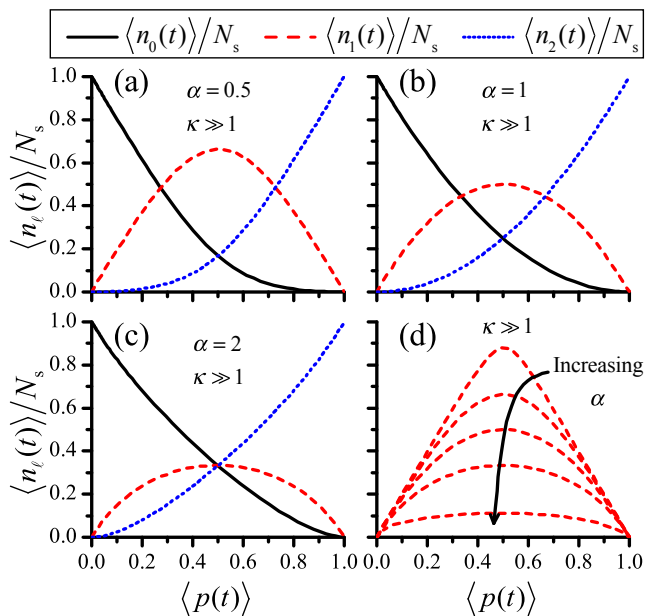 ⟨n₀(t)⟩/Nₛ ⟨n₁(t)⟩/Nₛ ⟨n₂(t)⟩/Nₛ
(a) α = 0.5
κ ≫ 1
(b) α = 1
κ ≫ 1
⟨n_ℓ(t)⟩/Nₛ
1.0
0.8
0.6
0.4
0.2
0.0
(c) α = 2
κ ≫ 1
(d) κ ≫ 1
Increasing
α
⟨n_ℓ(t)⟩/Nₛ
1.0
0.8
0.6
0.4
0.2
0.0
0.0 0.2 0.4 0.6 0.8 1.0
0.0 0.2 0.4 0.6 0.8 1.0
⟨p(t)⟩ ⟨p(t)⟩